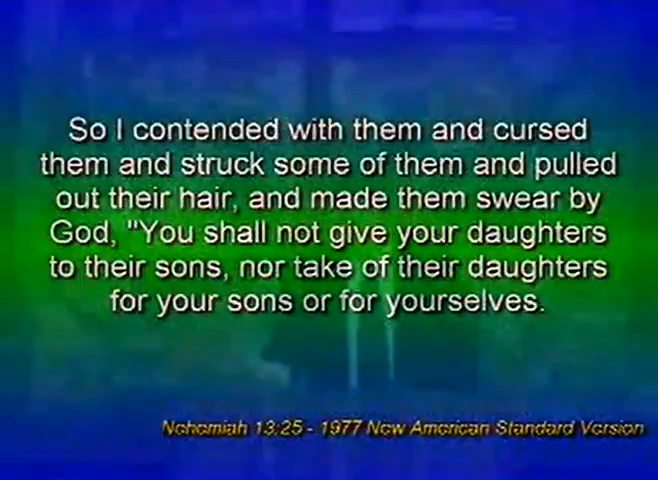 So I contended with them and cursed
them and struck some of them and pulled
out their hair, and made them swear by
God, "You shall not give your daughters
to their sons, nor take of their daughters
for your sons or for yourselves.
Nehemiah 13:25 - 1977 New American Standard Version